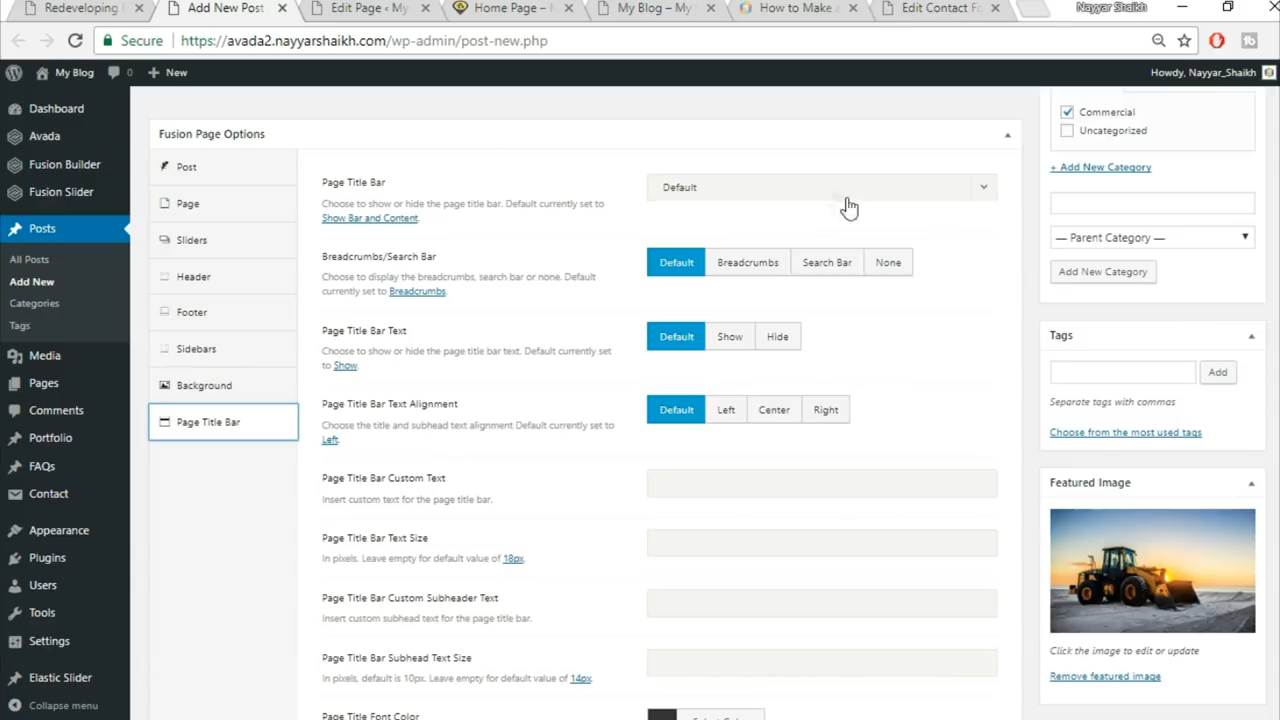 Redeveloping
Add New Post
Edit Page ‹ My
Home Page –
My Blog –
How to Make
Edit Contact Fo
Nayyar Shaikh
Secure
https://avada2.nayyarshaikh.com/wp-admin/post-new.php
My Blog
0
+ New
Howdy, Nayyar_Shaikh
Dashboard
Avada
Fusion Builder
Fusion Slider
Posts
All Posts
Add New
Categories
Tags
Media
Pages
Comments
Portfolio
FAQs
Contact
Appearance
Plugins
Users
Tools
Settings
Elastic Slider
Collapse menu
Fusion Page Options
Post
Page
Sliders
Header
Footer
Sidebars
Background
Page Title Bar
Page Title Bar
Choose to show or hide the page title bar. Default currently set to
Show Bar and Content.
Default
Breadcrumbs/Search Bar
Choose to display the breadcrumbs, search bar or none. Default
currently set to Breadcrumbs.
Default Breadcrumbs Search Bar None
Page Title Bar Text
Choose to show or hide the page title bar text. Default currently set
to Show.
Default Show Hide
Page Title Bar Text Alignment
Choose the title and subhead text alignment Default currently set to
Left.
Default Left Center Right
Page Title Bar Custom Text
Insert custom text for the page title bar.
Page Title Bar Text Size
In pixels. Leave empty for default value of 18px.
Page Title Bar Custom Subheader Text
Insert custom subhead text for the page title bar.
Page Title Bar Subhead Text Size
In pixels, default is 10px. Leave empty for default value of 14px.
Page Title Font Color
Commercial
Uncategorized
+ Add New Category
— Parent Category —
Add New Category
Tags
Add
Separate tags with commas
Choose from the most used tags
Featured Image
Click the image to edit or update
Remove featured image